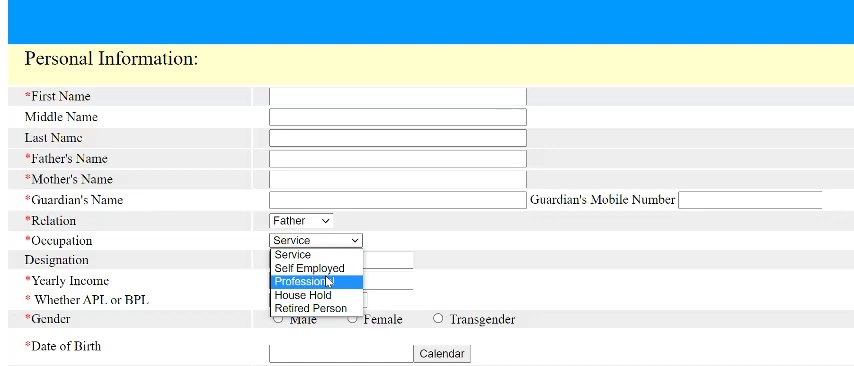 Personal Information:
*First Name
Middle Name
Last Name
*Father's Name
*Mother's Name
*Guardian's Name Guardian's Mobile Number
*Relation Father
*Occupation Service
Service
Designation
Self Employed
*Yearly Income Professional
* Whether APL or BPL House Hold
Retired Person
*Gender Male Female Transgender
*Date of Birth Calendar